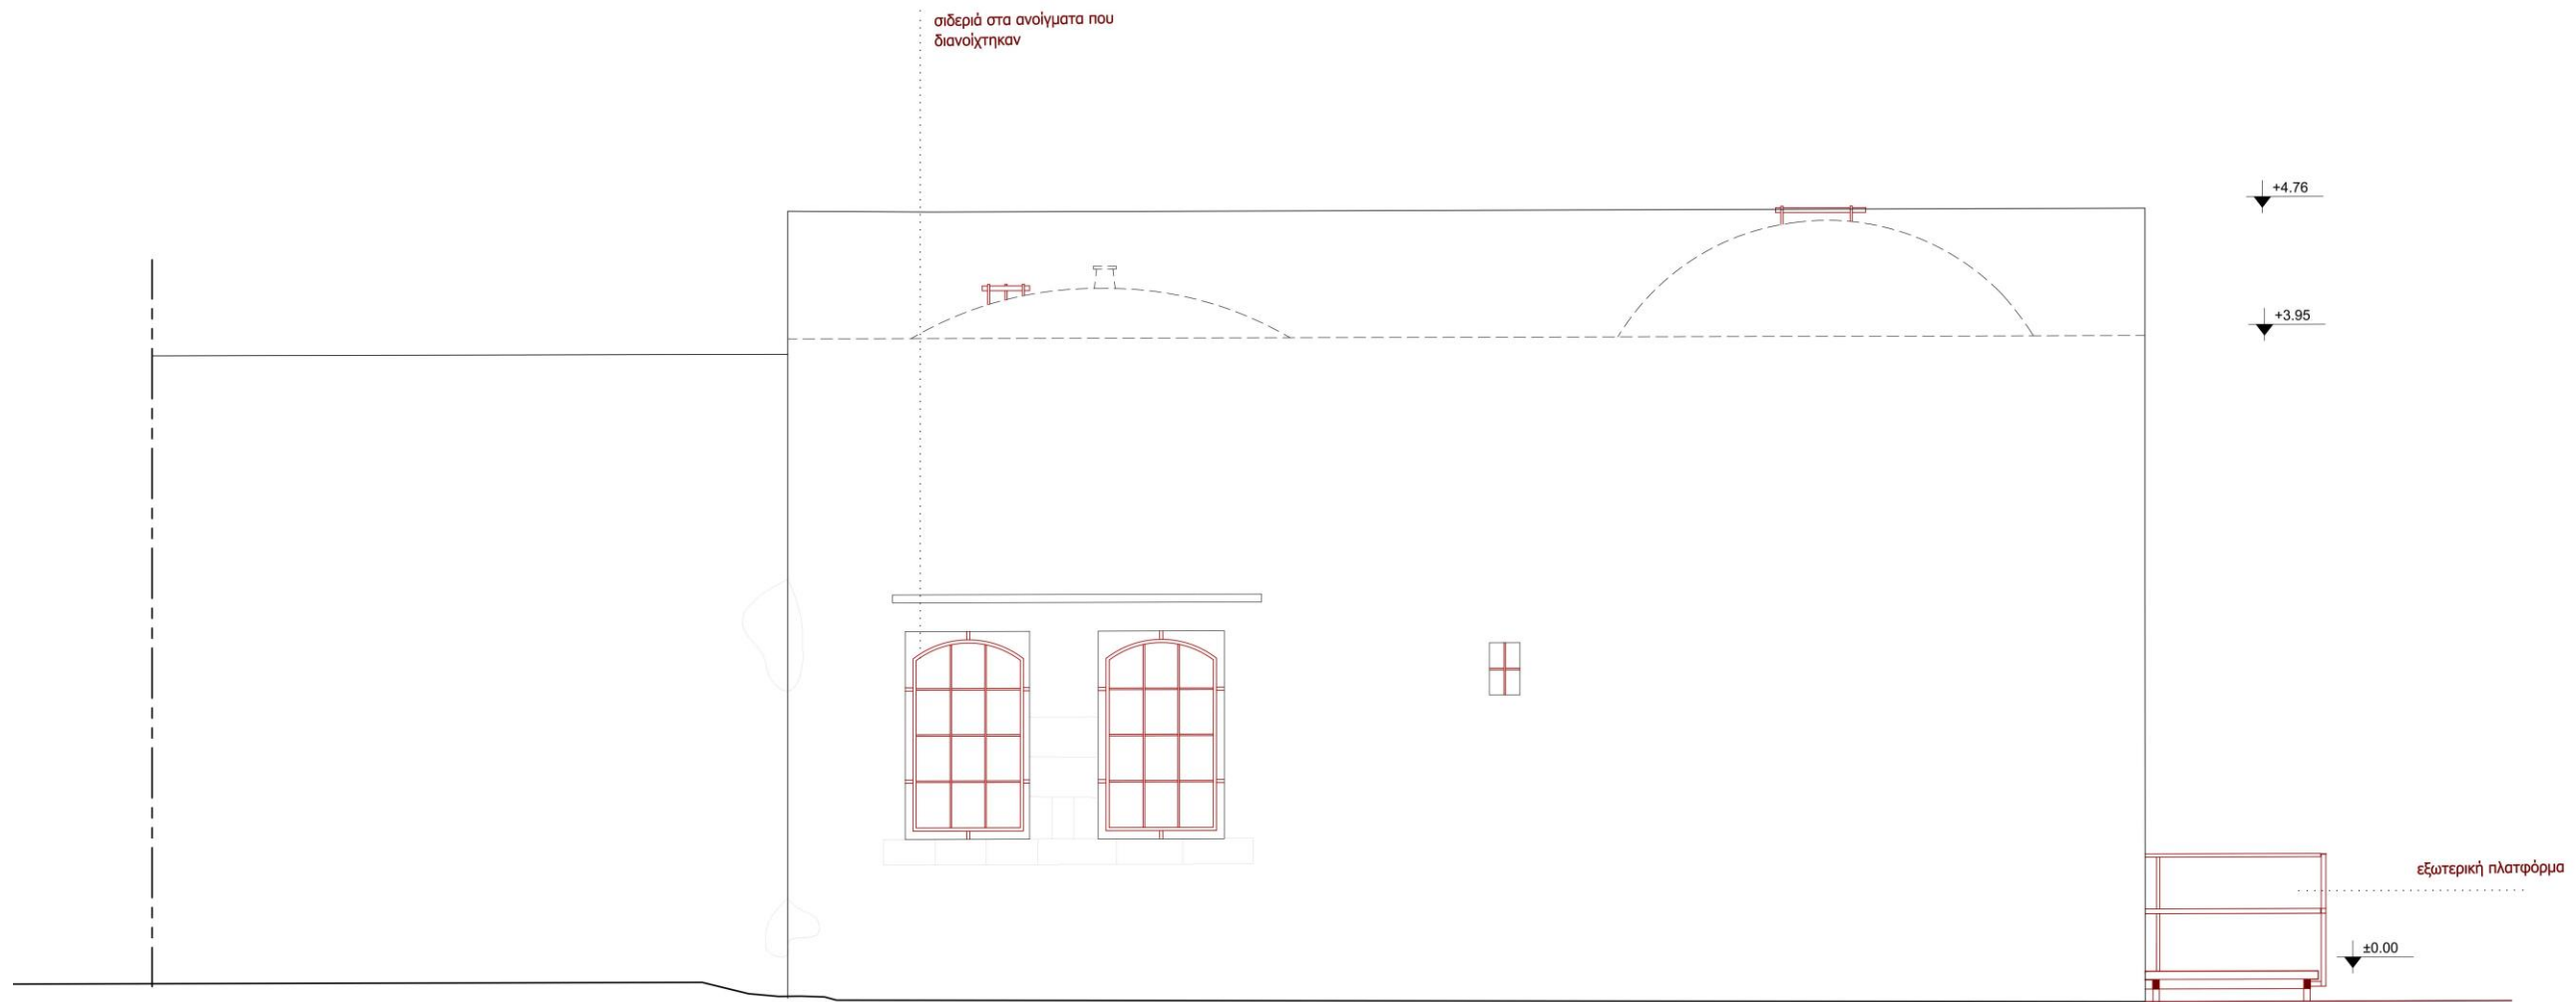 σιδεριά στα ανοίγματα που
διανοίχτηκαν
+4.76
+3.95
εξωτερική πλατφόρμα
±0.00